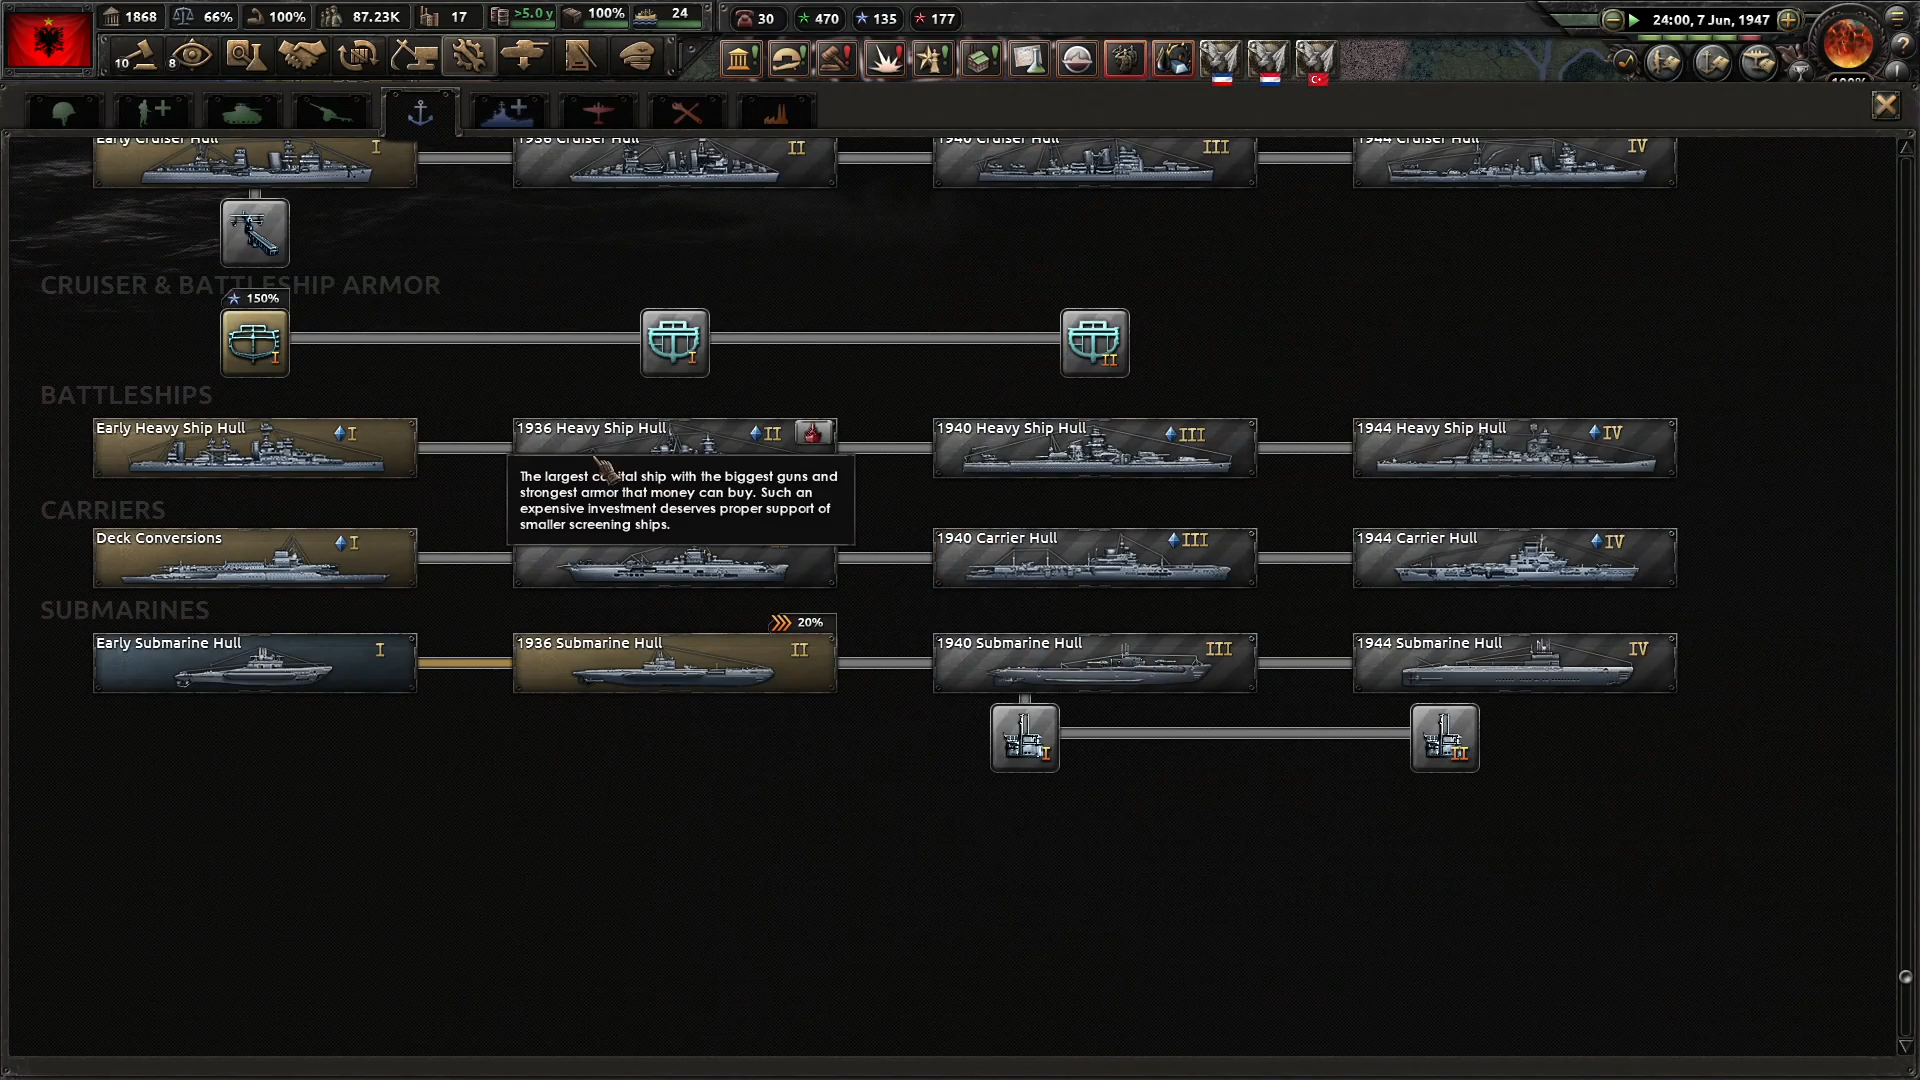 1868
66%
100%
87.23K
17
>5.0 y
100%
24
30
470
135
177
24:00, 7 Jun, 1947
10
8
100%
Early Cruiser Hull
I
1936 Cruiser Hull
II
1940 Cruiser Hull
III
1944 Cruiser Hull
IV
CRUISER & BATTLESHIP ARMOR
150%
I
I
II
BATTLESHIPS
Early Heavy Ship Hull
I
1936 Heavy Ship Hull
II
1940 Heavy Ship Hull
III
1944 Heavy Ship Hull
IV
The largest capital ship with the biggest guns and
strongest armor that money can buy. Such an
expensive investment deserves proper support of
smaller screening ships.
CARRIERS
Deck Conversions
I
1940 Carrier Hull
III
1944 Carrier Hull
IV
SUBMARINES
20%
Early Submarine Hull
I
1936 Submarine Hull
II
1940 Submarine Hull
III
1944 Submarine Hull
IV
I
II